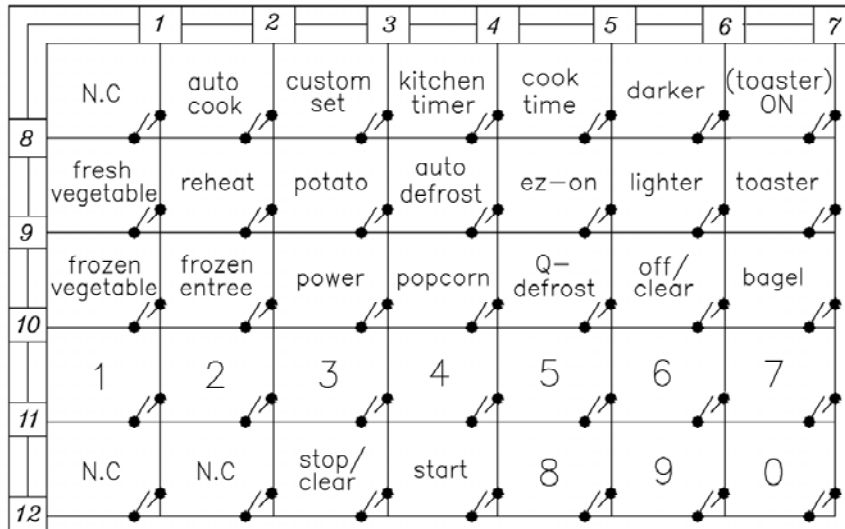 1 2 3 4 5 6 7
N.C auto cook custom set kitchen timer cook time darker (toaster) ON
8
fresh vegetable reheat potato auto defrost ez-on lighter toaster
9
frozen vegetable frozen entree power popcorn Q-defrost off/clear bagel
10
1 2 3 4 5 6 7
11
N.C N.C stop/clear start 8 9 0
12